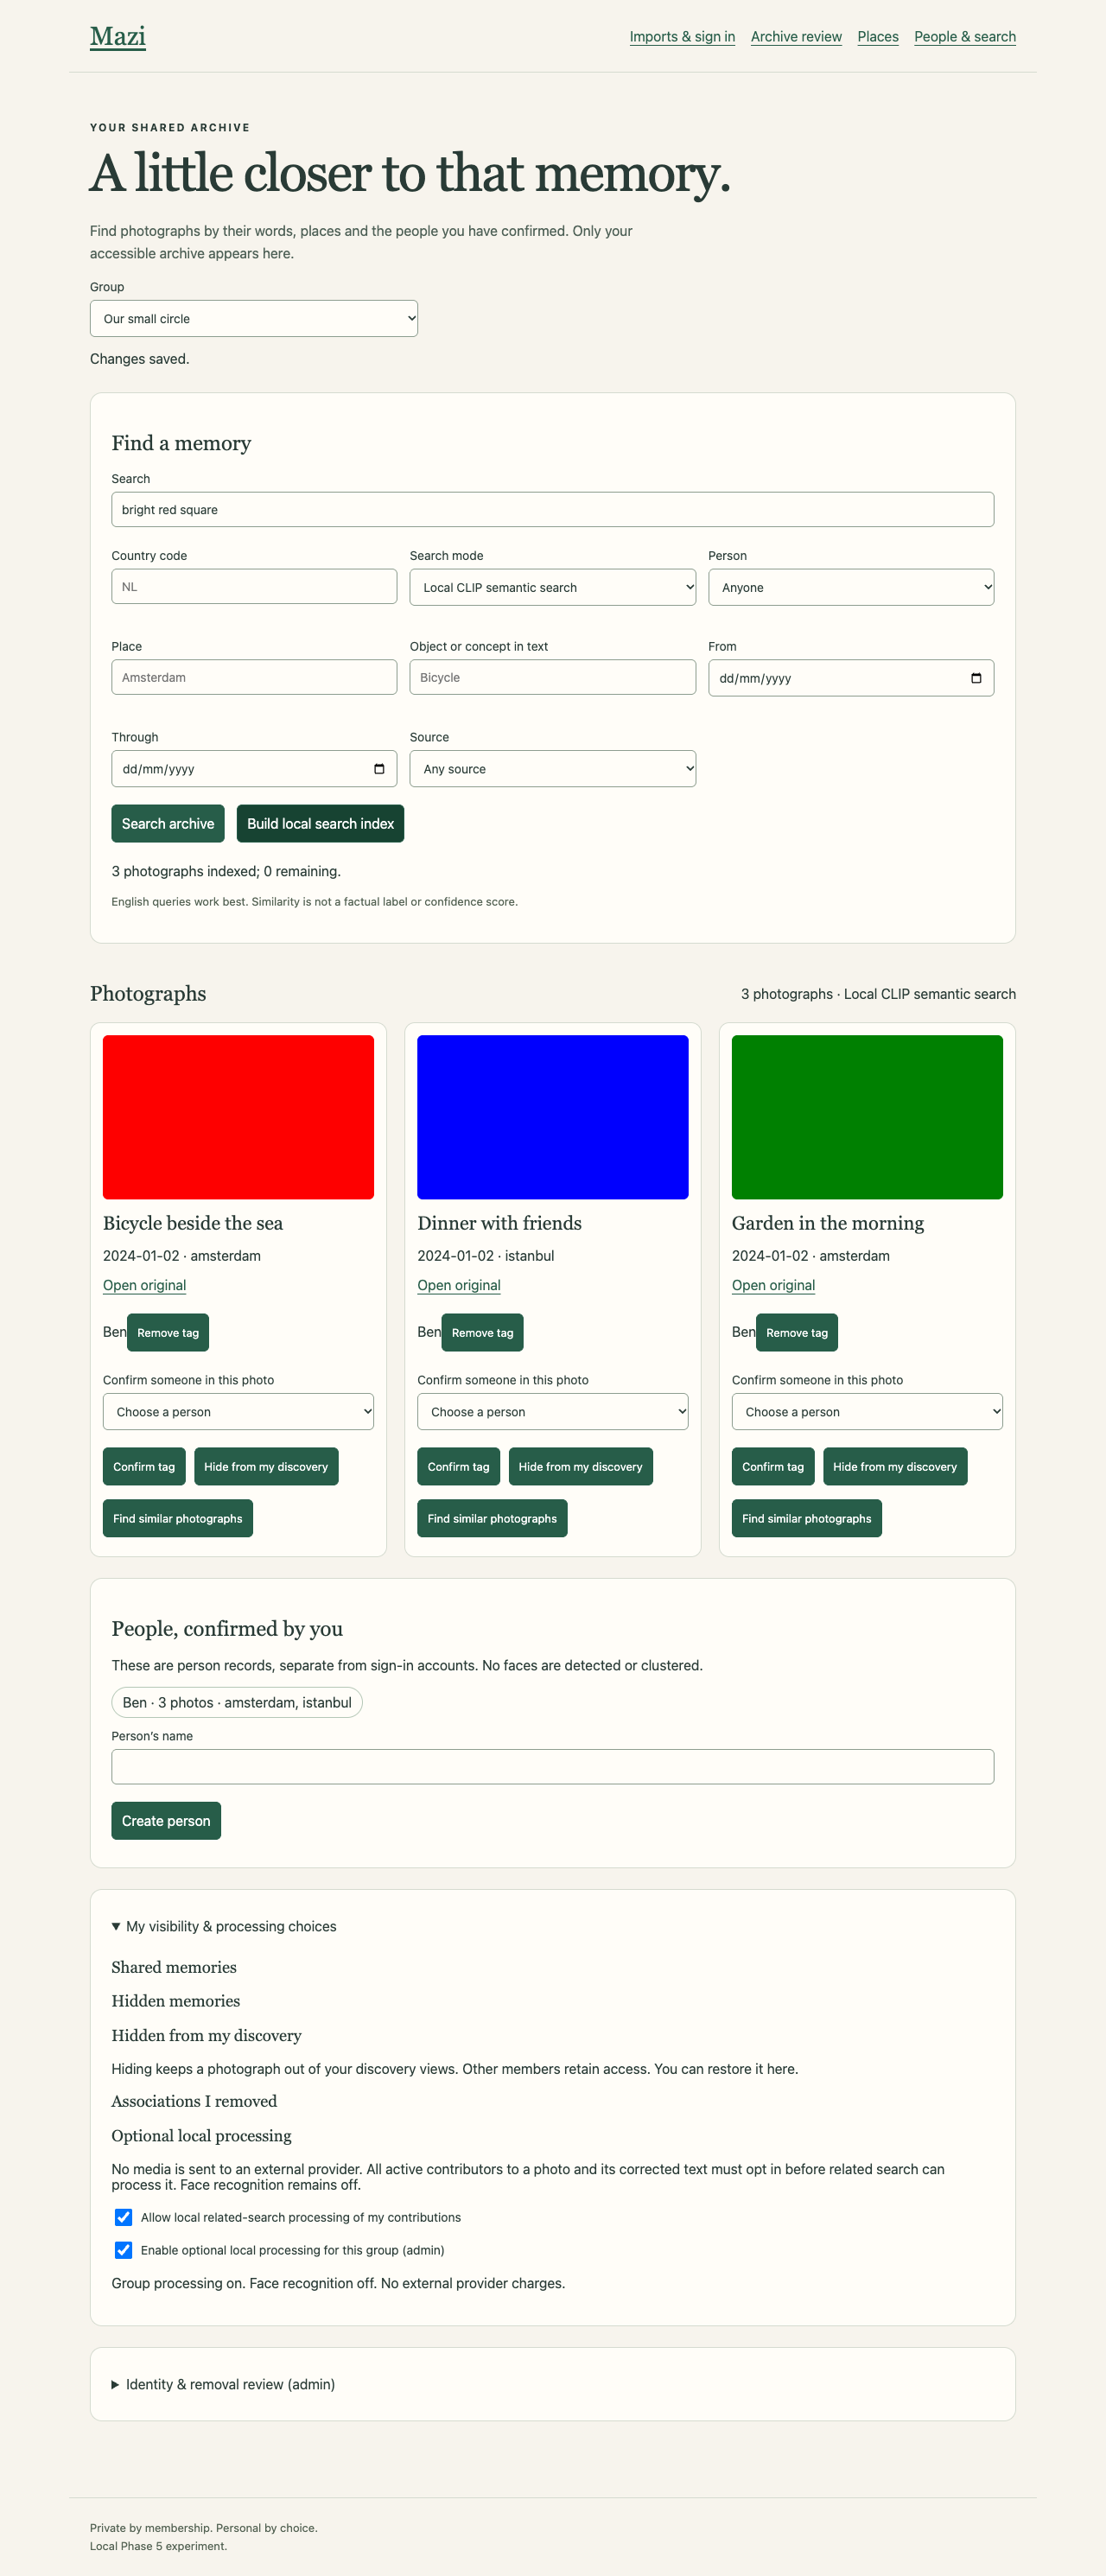 Mazi
Imports & sign in
Archive review
Places
People & search
YOUR SHARED ARCHIVE
A little closer to that memory.
Find photographs by their words, places and the people you have confirmed. Only your
accessible archive appears here.
Group
Our small circle
Changes saved.
Find a memory
Search
bright red square
Country code
Search mode
Person
NL
Local CLIP semantic search
Anyone
Place
Object or concept in text
From
Amsterdam
Bicycle
dd/mm/yyyy
Through
Source
dd/mm/yyyy
Any source
Search archive
Build local search index
3 photographs indexed; 0 remaining.
English queries work best. Similarity is not a factual label or confidence score.
Photographs
3 photographs · Local CLIP semantic search
Bicycle beside the sea
2024-01-02 · amsterdam
Open original
Ben
Remove tag
Confirm someone in this photo
Choose a person
Confirm tag
Hide from my discovery
Find similar photographs
Dinner with friends
2024-01-02 · istanbul
Open original
Ben
Remove tag
Confirm someone in this photo
Choose a person
Confirm tag
Hide from my discovery
Find similar photographs
Garden in the morning
2024-01-02 · amsterdam
Open original
Ben
Remove tag
Confirm someone in this photo
Choose a person
Confirm tag
Hide from my discovery
Find similar photographs
People, confirmed by you
These are person records, separate from sign-in accounts. No faces are detected or clustered.
Ben · 3 photos · amsterdam, istanbul
Person's name
Create person
My visibility & processing choices
Shared memories
Hidden memories
Hidden from my discovery
Hiding keeps a photograph out of your discovery views. Other members retain access. You can restore it here.
Associations I removed
Optional local processing
No media is sent to an external provider. All active contributors to a photo and its corrected text must opt in before related search can
process it. Face recognition remains off.
Allow local related-search processing of my contributions
Enable optional local processing for this group (admin)
Group processing on. Face recognition off. No external provider charges.
Identity & removal review (admin)
Private by membership. Personal by choice.
Local Phase 5 experiment.